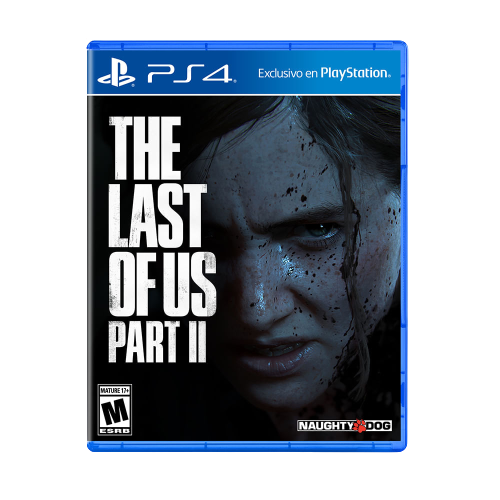 PS4
Exclusivo en PlayStation®
THE
LAST
OF US
PART II
MATURE 17+
M
ESRB
NAUGHTY DOG